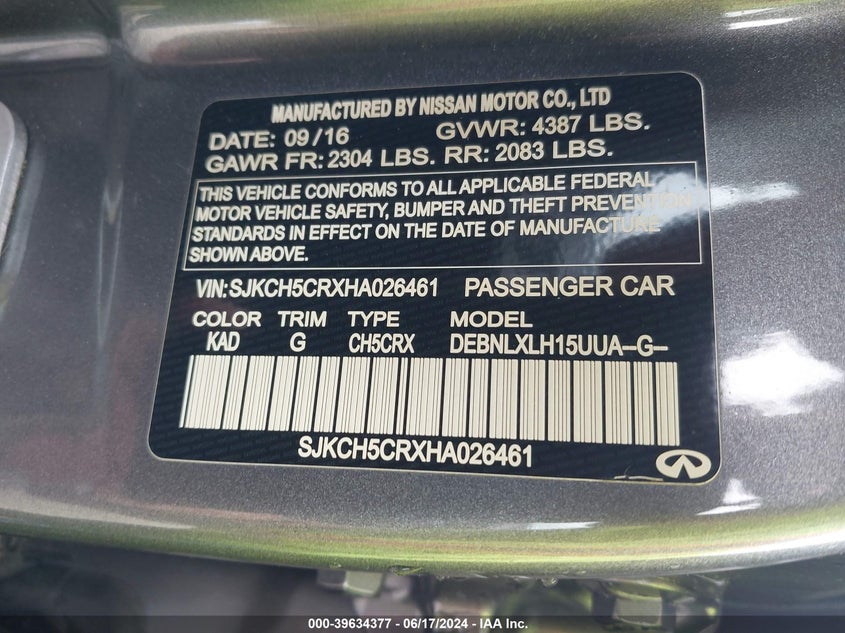 MANUFACTURED BY NISSAN MOTOR CO., LTD
DATE: 09/16 GVWR: 4387 LBS.
GAWR FR: 2304 LBS. RR: 2083 LBS.
THIS VEHICLE CONFORMS TO ALL APPLICABLE FEDERAL
MOTOR VEHICLE SAFETY, BUMPER AND THEFT PREVENTION
STANDARDS IN EFFECT ON THE DATE OF MANUFACTURE
SHOWN ABOVE.
VIN:SJKCH5CRXHA026461 PASSENGER CAR
COLOR TRIM TYPE MODEL
KAD G CH5CRX DEBNLXLH15UUA-G-
SJKCH5CRXHA026461
000-39634377 - 06/17/2024 - IAA Inc.